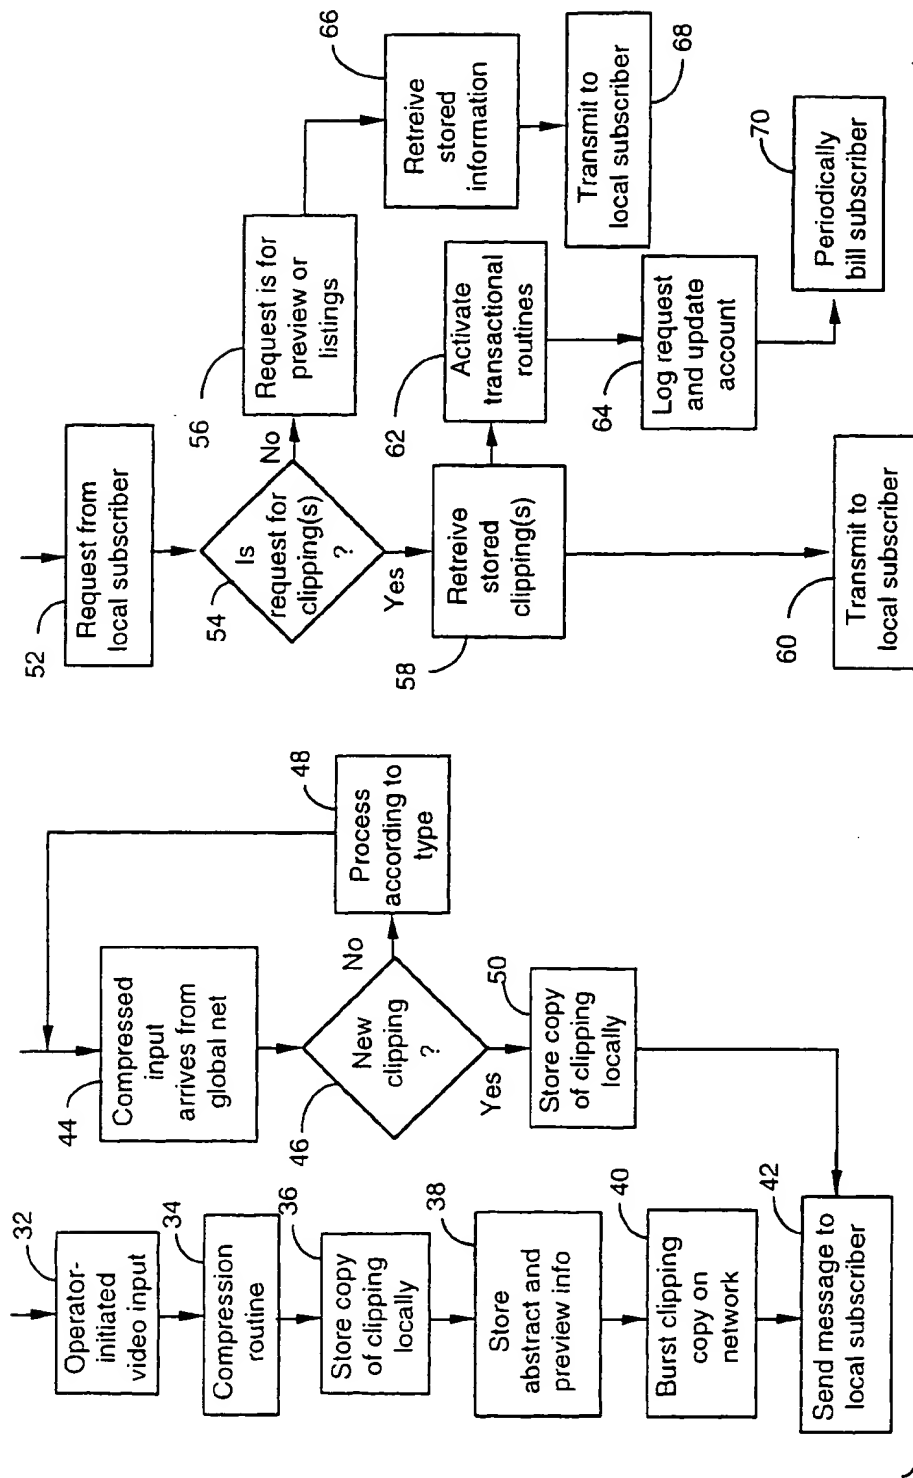 32
Operator-
initiated
video input
34
Compression
routine
36
Store copy
of clipping
locally
38
Store
abstract and
preview info
40
Burst clipping
copy on
network
42
Send message to
local subscriber
44
Compressed
input
arrives from
global net
46
New
clipping
?
No
48
Process
according to
type
Yes
50
Store copy
of clipping
locally
52
Request from
local subscriber
54
Is
request for
clipping(s)
?
No
56
Request is for
preview or
listings
66
Retreive
stored
information
Transmit to
local subscriber
68
Yes
58
Retreive
stored
clipping(s)
62
Activate
transactional
routines
64
Log request
and update
account
70
Periodically
bill subscriber
60
Transmit to
local subscriber